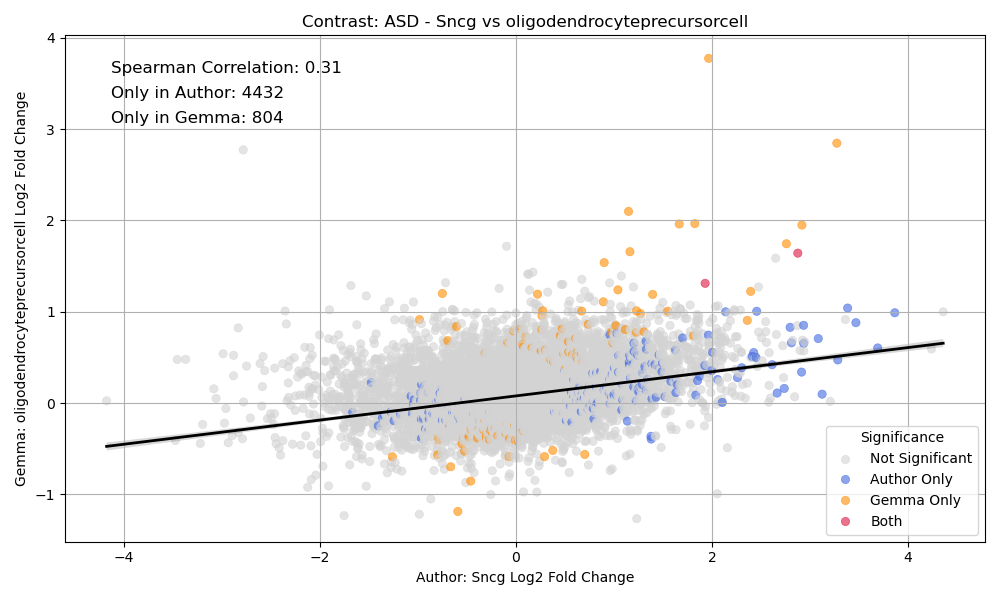 Contrast: ASD - Sncg vs oligodendrocyteprecursorcell
Spearman Correlation: 0.31
Only in Author: 4432
Only in Gemma: 804
Gemma: oligodendrocyteprecursorcell Log2 Fold Change
4
3
2
1
0
−1
−4
−2
0
2
4
Author: Sncg Log2 Fold Change
Significance
Not Significant
Author Only
Gemma Only
Both